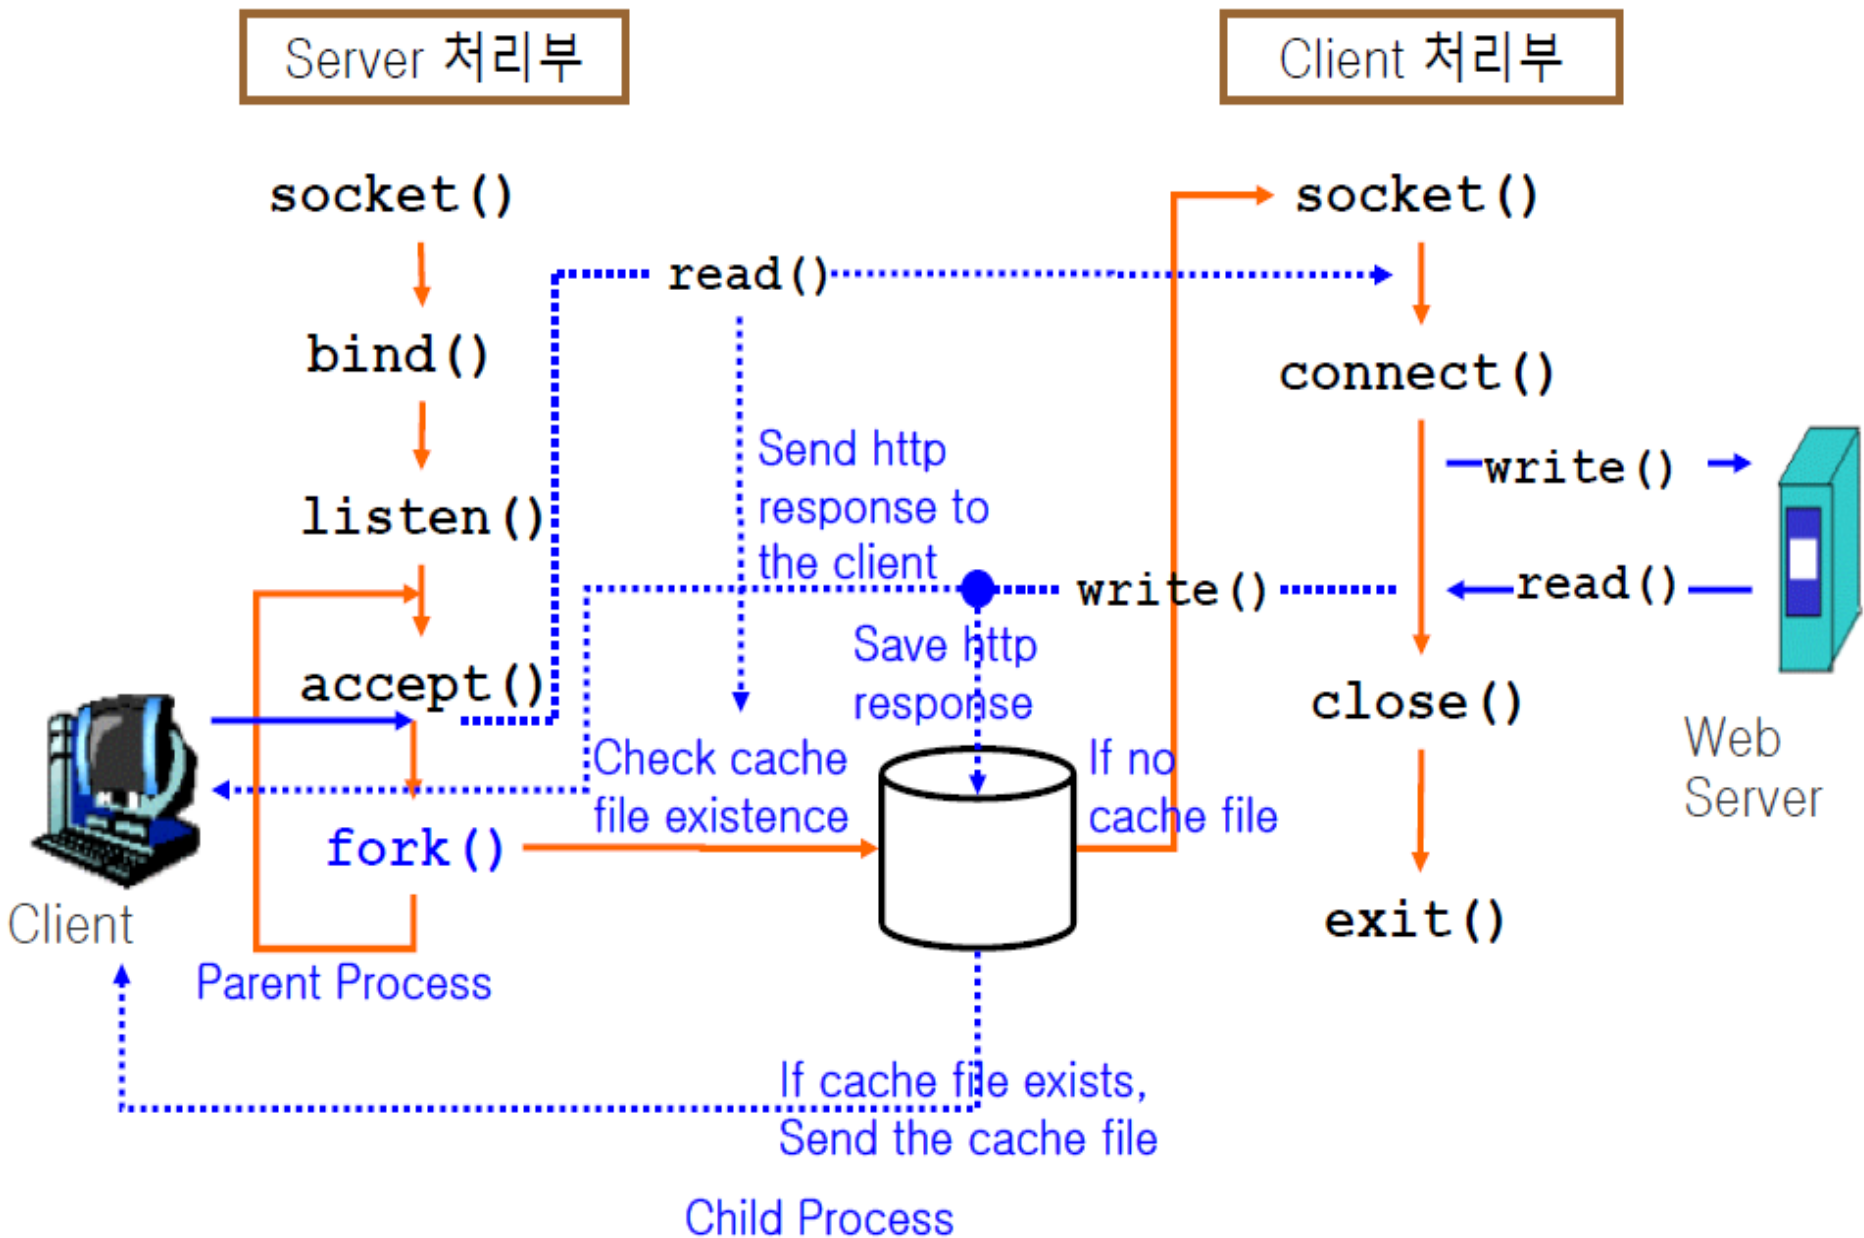 Server 처리부
Client 처리부
socket()
socket()
read()
bind()
connect()
Send http
response to
the client
write()
listen()
write()
read()
Save http
response
accept()
close()
Check cache
file existence
If no
cache file
Web
Server
fork()
Client
exit()
Parent Process
If cache file exists,
Send the cache file
Child Process